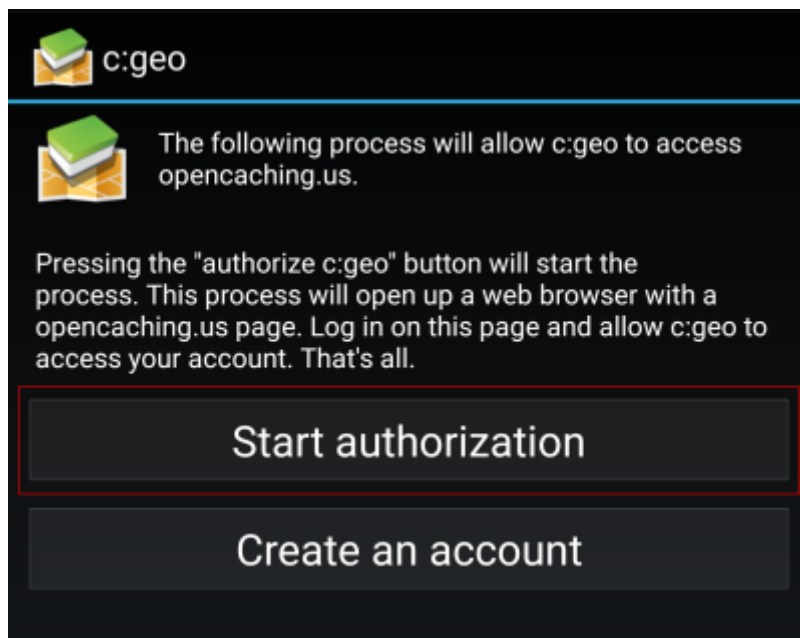 c:geo
The following process will allow c:geo to access
opencaching.us.
Pressing the "authorize c:geo" button will start the
process. This process will open up a web browser with a
opencaching.us page. Log in on this page and allow c:geo to
access your account. That's all.
Start authorization
Create an account